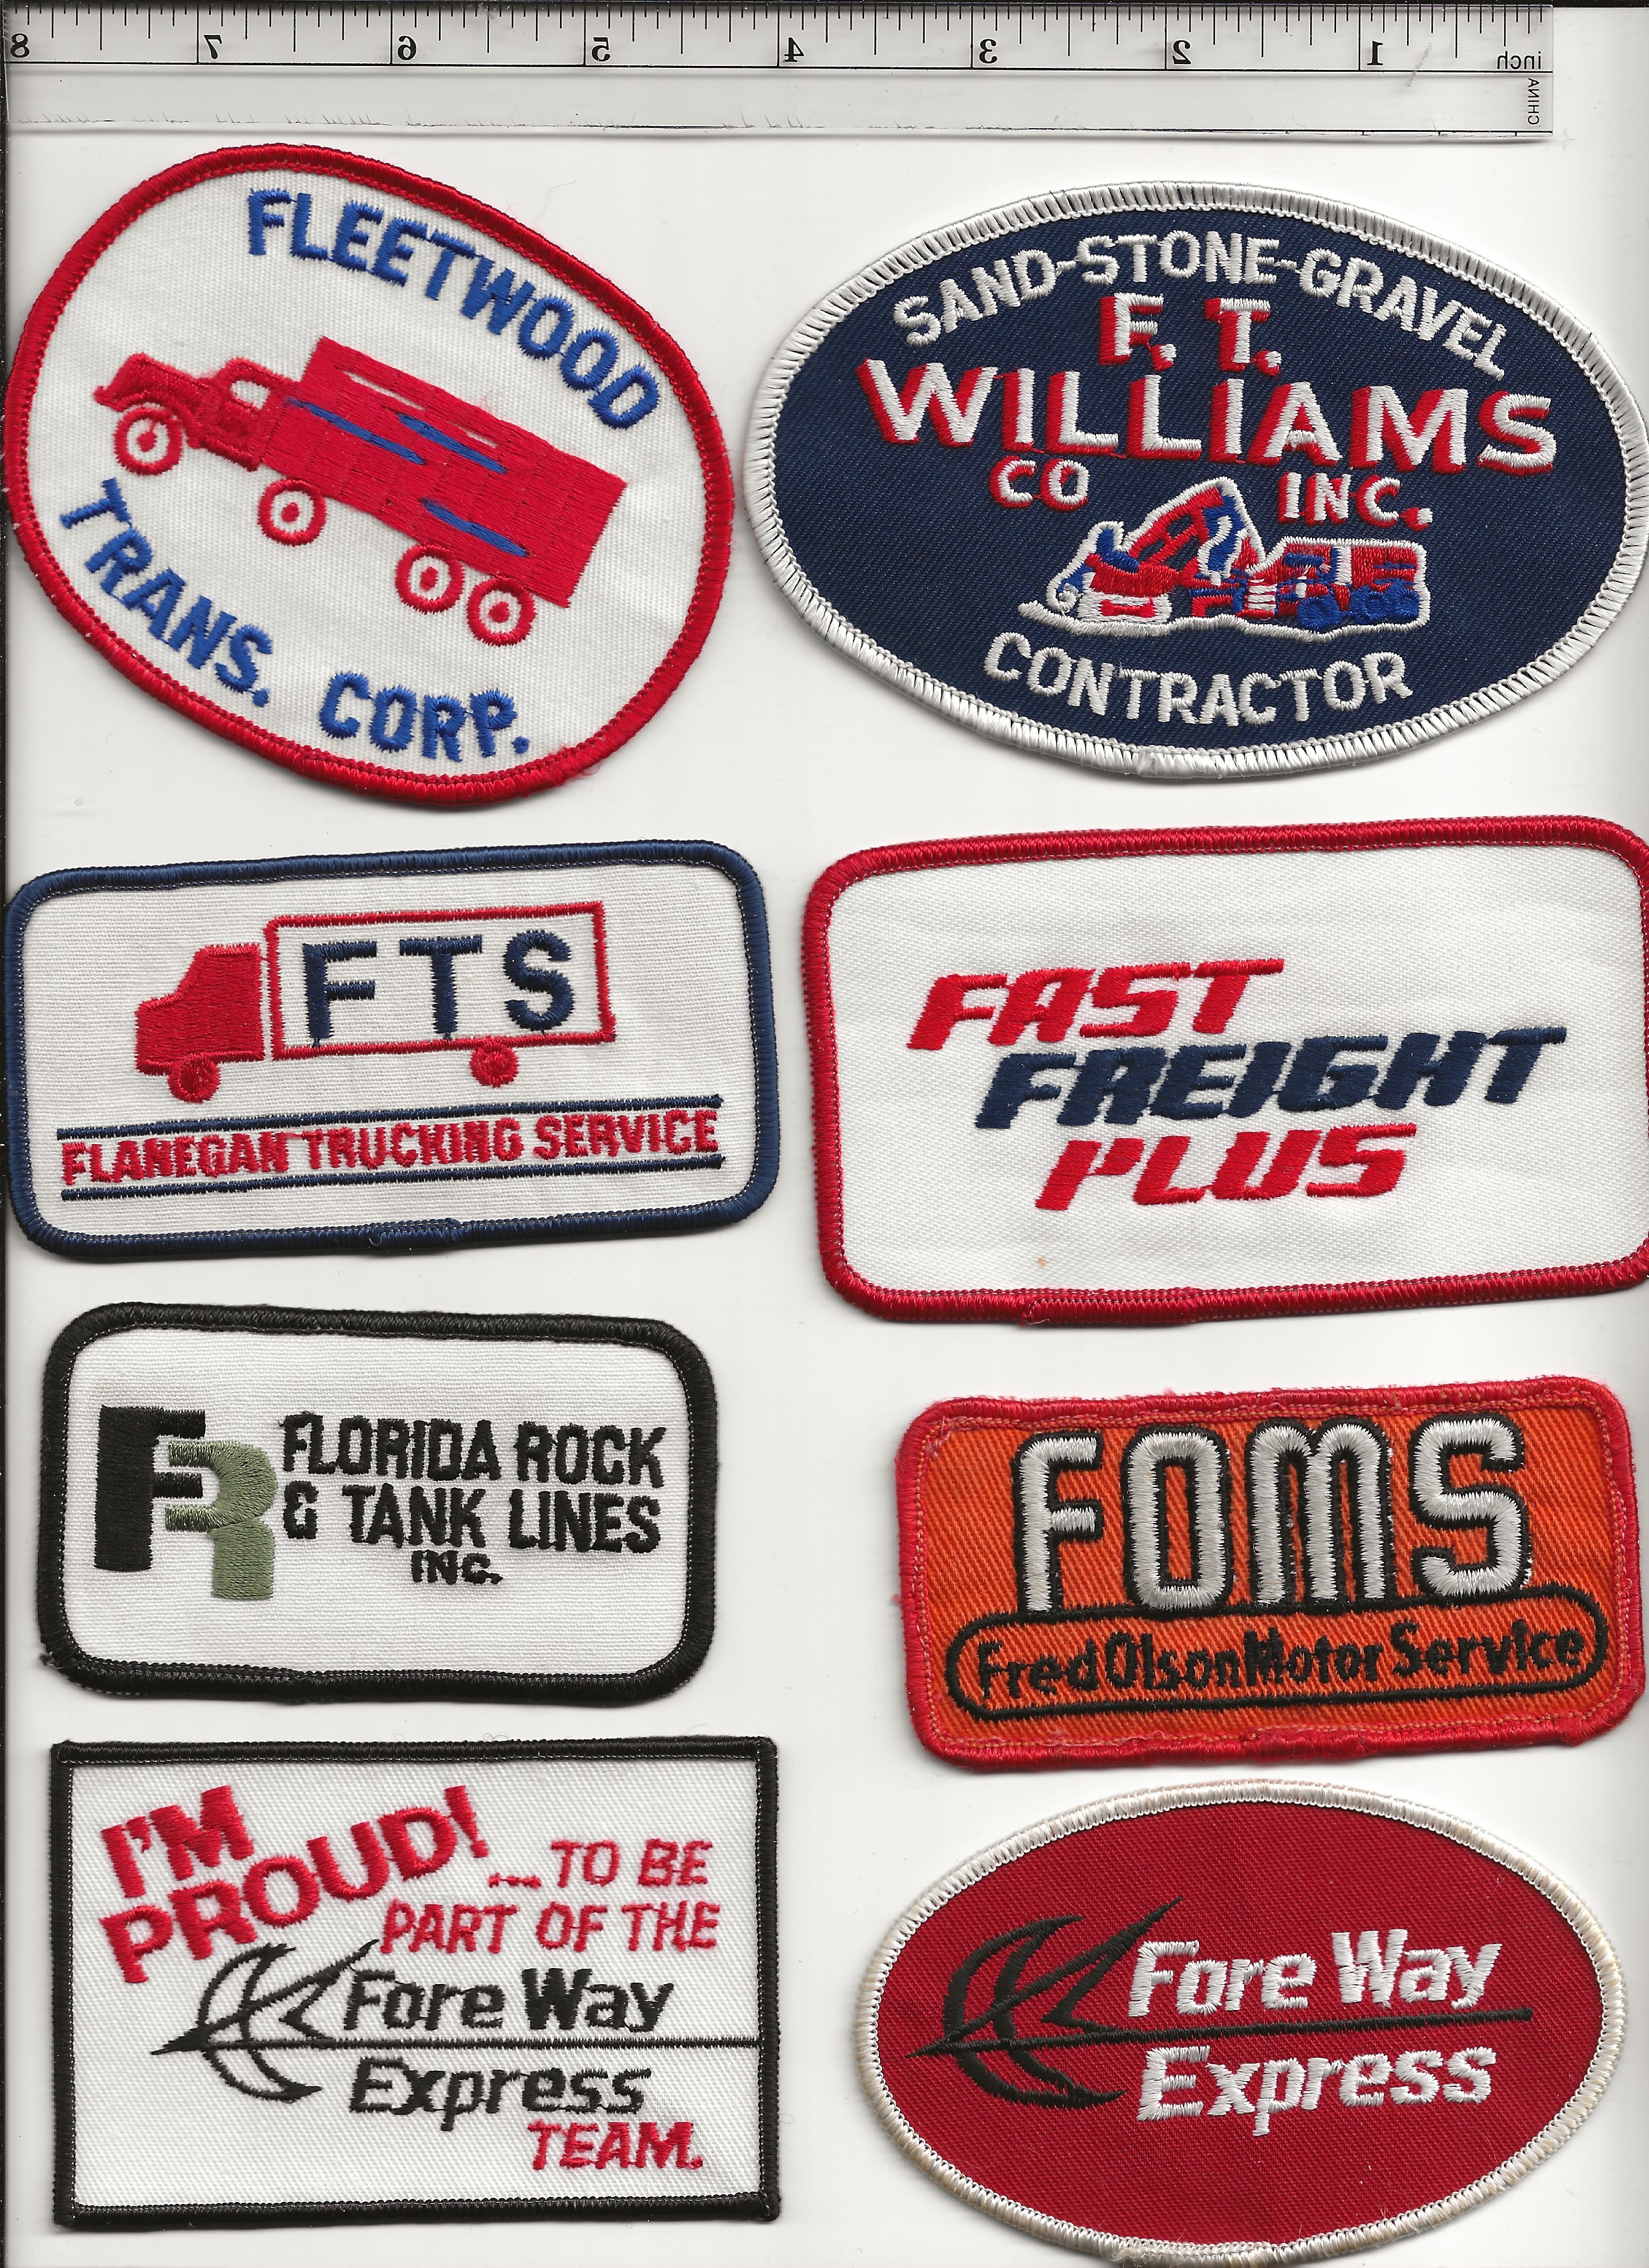 8 7 6 5 4 3 2 1 inch
CHINA
FLEETWOOD
TRANS. CORP.
SAND-STONE-GRAVEL
F. T.
WILLIAMS
CO INC.
CONTRACTOR
FTS
FLANEGAN TRUCKING SERVICE
FAST
FREIGHT
PLUS
FR
FLORIDA ROCK
& TANK LINES
INC.
FOMS
Fred Olson Motor Service
I'M
PROUD!
...TO BE
PART OF THE
Fore Way
Express
TEAM.
Fore Way
Express